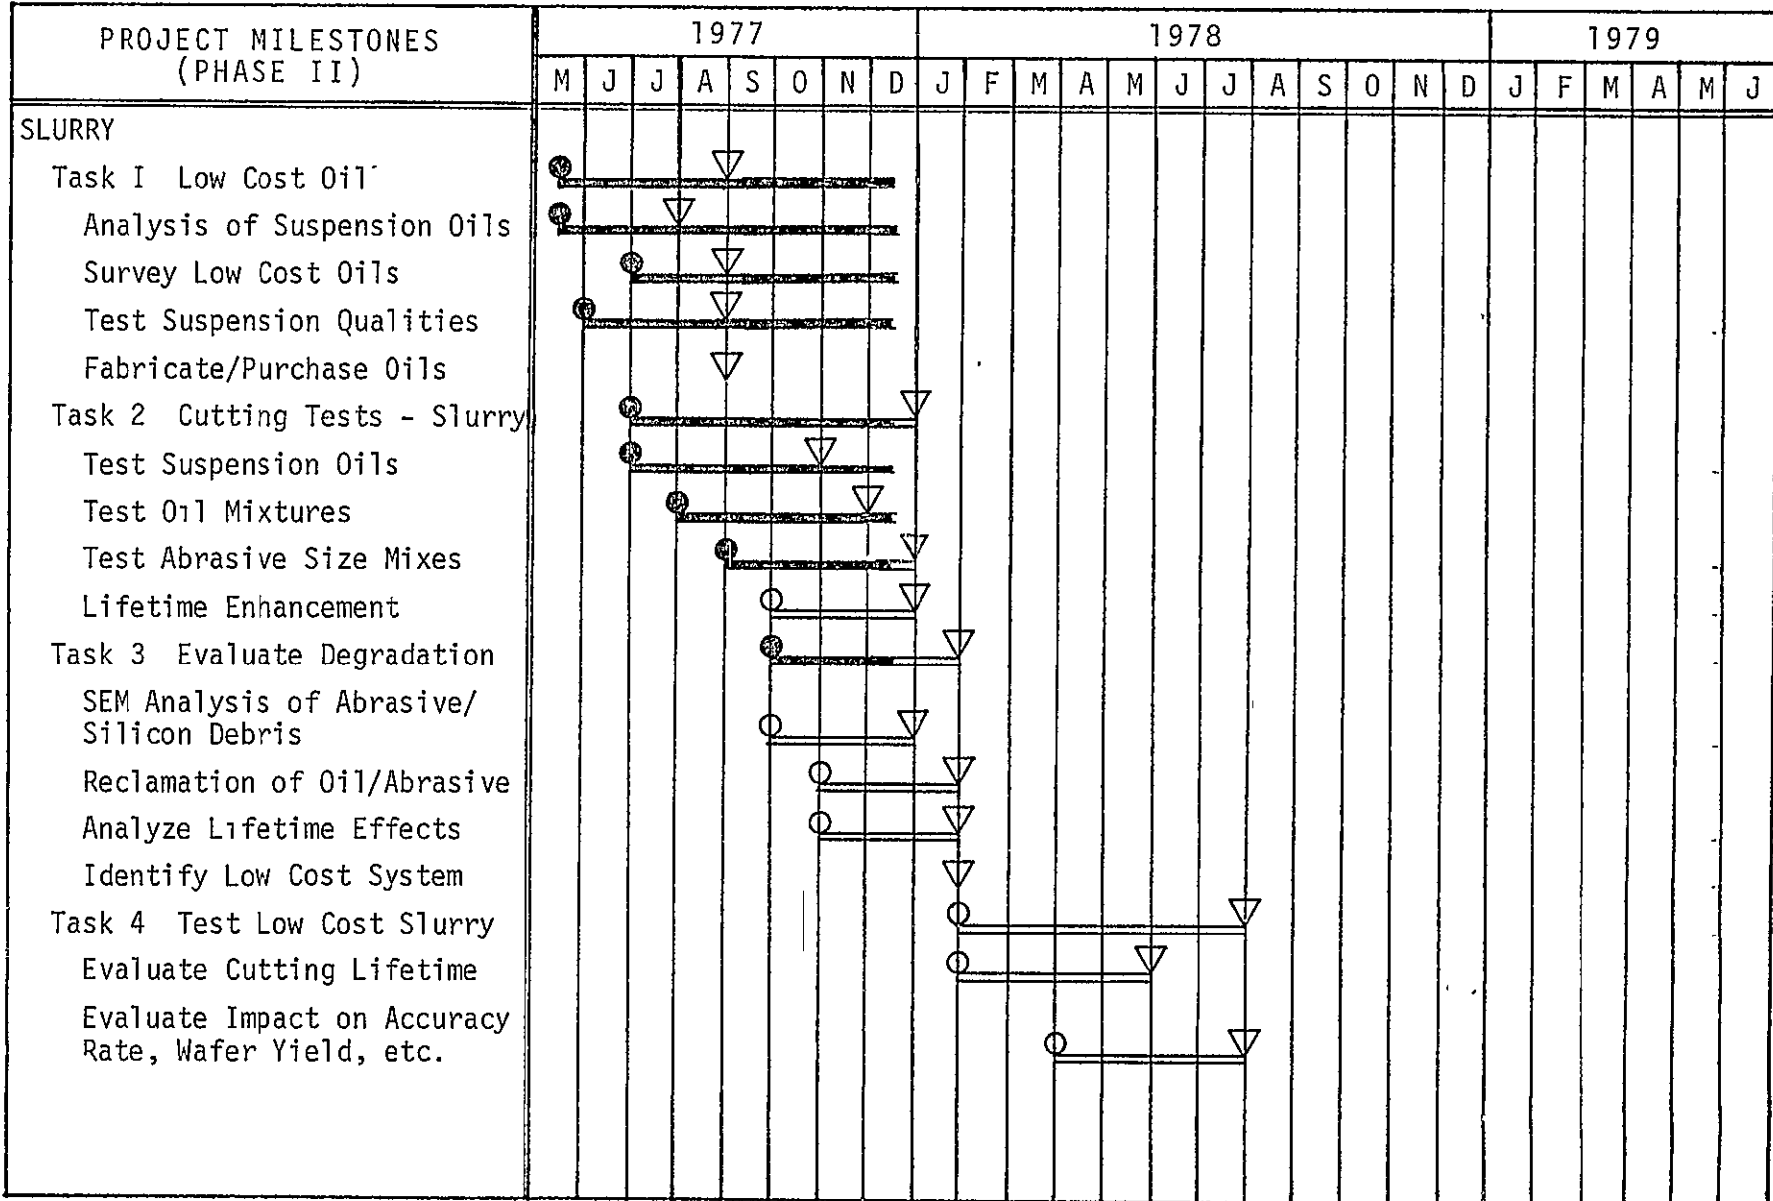 PROJECT MILESTONES
(PHASE II)
1977 1978 1979
M J J A S O N D J F M A M J J A S O N D J F M A M J
SLURRY
Task I Low Cost Oil
Analysis of Suspension Oils
Survey Low Cost Oils
Test Suspension Qualities
Fabricate/Purchase Oils
Task 2 Cutting Tests - Slurry
Test Suspension Oils
Test Oil Mixtures
Test Abrasive Size Mixes
Lifetime Enhancement
Task 3 Evaluate Degradation
SEM Analysis of Abrasive/
Silicon Debris
Reclamation of Oil/Abrasive
Analyze Lifetime Effects
Identify Low Cost System
Task 4 Test Low Cost Slurry
Evaluate Cutting Lifetime
Evaluate Impact on Accuracy
Rate, Wafer Yield, etc.